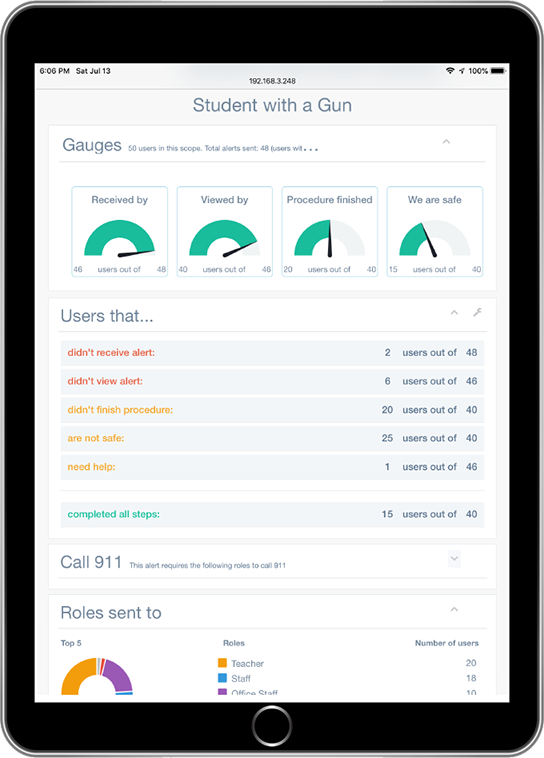 6:06 PM Sat Jul 13 100%
192.168.3.248
Student with a Gun
Gauges 50 users in this scope. Total alerts sent: 48 (users wit...
Received by Viewed by Procedure finished We are safe
46 users out of 48 40 users out of 46 20 users out of 40 15 users out of 40
Users that...
didn't receive alert: 2 users out of 48
didn't view alert: 6 users out of 46
didn't finish procedure: 20 users out of 40
are not safe: 25 users out of 40
need help: 1 users out of 46
completed all steps: 15 users out of 40
Call 911 This alert requires the following roles to call 911
Roles sent to
Top 5 Roles Number of users
Teacher 20
Staff 18
Office Staff 10